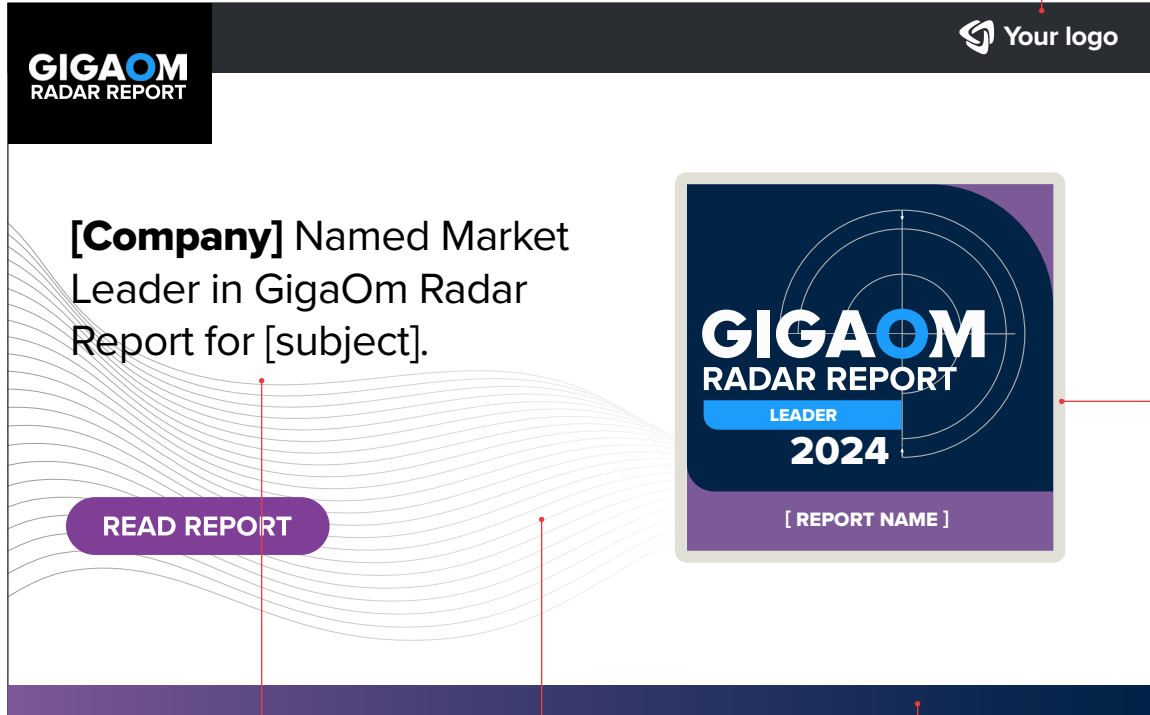 GIGAOM
RADAR REPORT
Your logo
[Company] Named Market
Leader in GigaOm Radar
Report for [subject].
READ REPORT
GIGAOM
RADAR REPORT
LEADER
2024
[ REPORT NAME ]